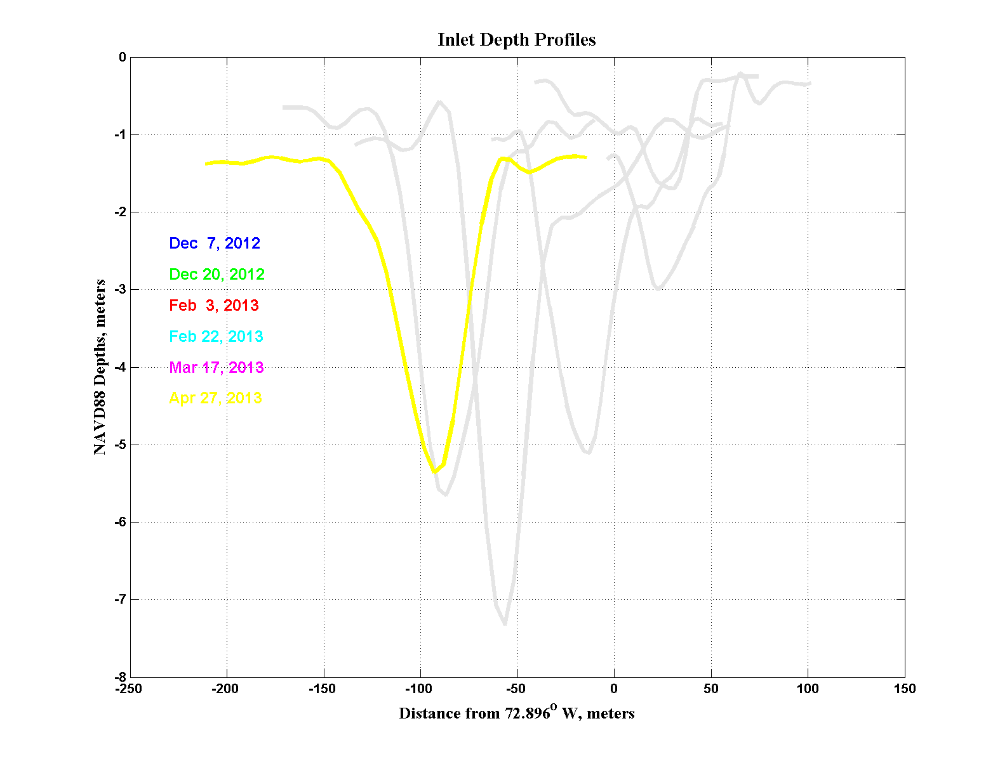 Inlet Depth Profiles
0
-1
-2
-3
-4
-5
-6
-7
-8
NAVD88 Depths, meters
Dec  7, 2012
Dec 20, 2012
Feb  3, 2013
Feb 22, 2013
Mar 17, 2013
Apr 27, 2013
-250 -200 -150 -100 -50 0 50 100 150
Distance from 72.896° W, meters